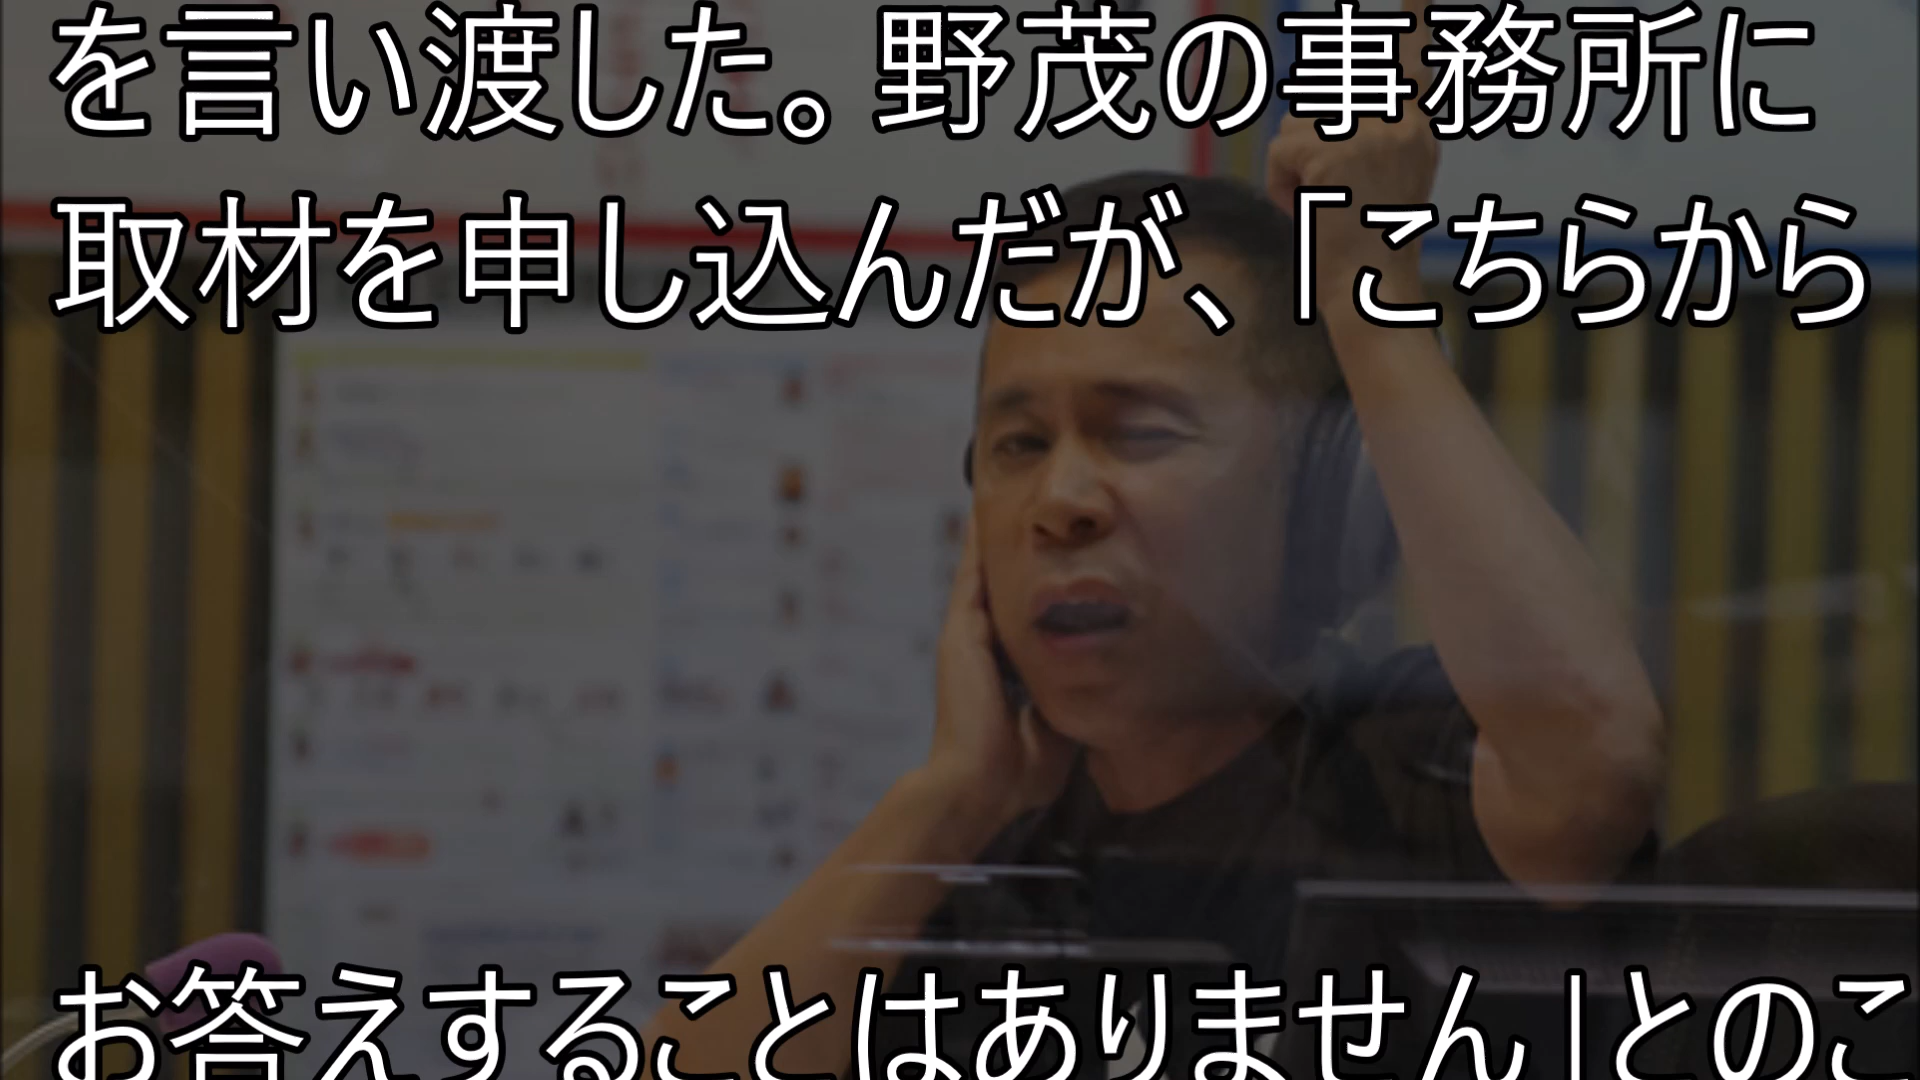 を言い渡した。野茂の事務所に
取材を申し込んだが、「こちらから
お答えすることはありません」とのこ